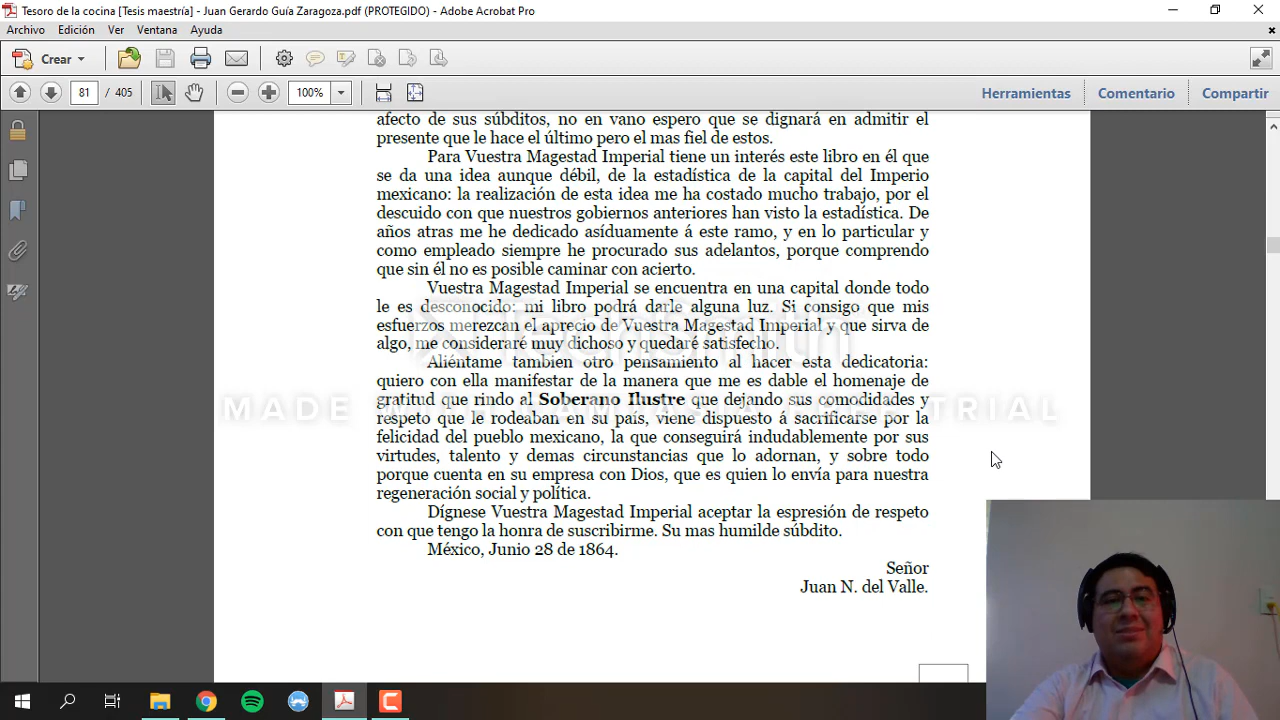 Tesoro de la cocina [Tesis maestría] - Juan Gerardo Guía Zaragoza.pdf (PROTEGIDO) - Adobe Acrobat Pro
Archivo Edición Ver Ventana Ayuda
Crear
81 / 405 100% Herramientas Comentario Compartir
afecto de sus súbditos, no en vano espero que se dignará en admitir el
presente que le hace el último pero el mas fiel de estos.
Para Vuestra Magestad Imperial tiene un interés este libro en él que
se da una idea aunque débil, de la estadística de la capital del Imperio
mexicano: la realización de esta idea me ha costado mucho trabajo, por el
descuido con que nuestros gobiernos anteriores han visto la estadística. De
años atras me he dedicado asíduamente á este ramo, y en lo particular y
como empleado siempre he procurado sus adelantos, porque comprendo
que sin él no es posible caminar con acierto.
Vuestra Magestad Imperial se encuentra en una capital donde todo
le es desconocido: mi libro podrá darle alguna luz. Si consigo que mis
esfuerzos merezcan el aprecio de Vuestra Magestad Imperial y que sirva de
algo, me consideraré muy dichoso y quedaré satisfecho.
TechSmith
Aliéntame tambien otro pensamiento al hacer esta dedicatoria:
quiero con ella manifestar de la manera que me es dable el homenaje de
gratitud que rindo al Soberano Ilustre que dejando sus comodidades y
MADE WITH CAMTASIA FREE TRIAL
respeto que le rodeaban en su país, viene dispuesto á sacrificarse por la
felicidad del pueblo mexicano, la que conseguirá indudablemente por sus
virtudes, talento y demas circunstancias que lo adornan, y sobre todo
porque cuenta en su empresa con Dios, que es quien lo envía para nuestra
regeneración social y política.
Dígnese Vuestra Magestad Imperial aceptar la espresión de respeto
con que tengo la honra de suscribirme. Su mas humilde súbdito.
México, Junio 28 de 1864.
Señor
Juan N. del Valle.